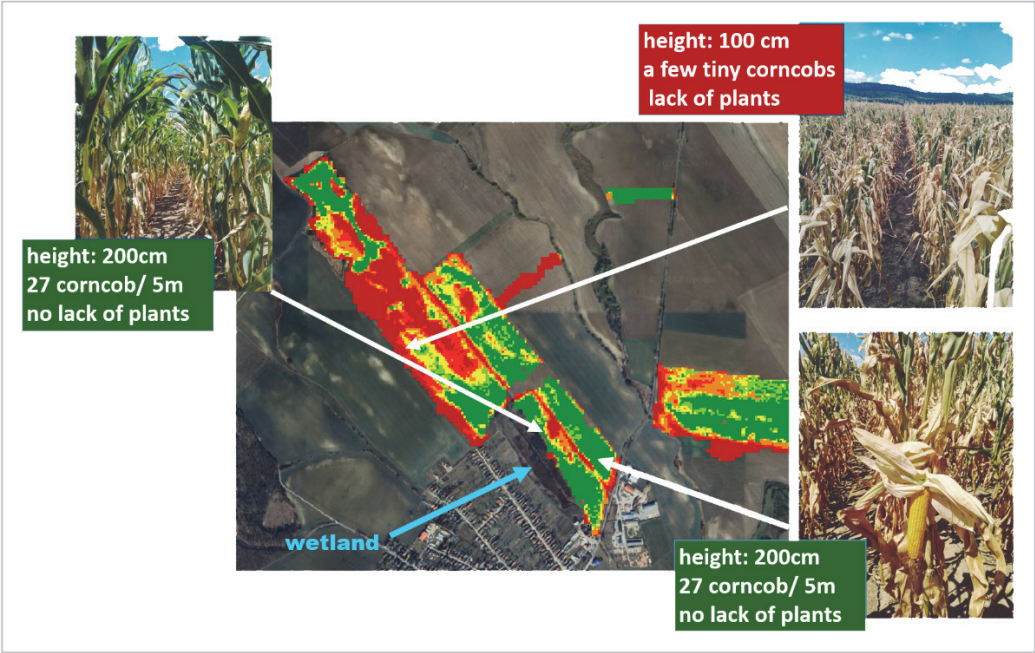 height: 100 cm
a few tiny corncobs
lack of plants
height: 200cm
27 corncob/ 5m
no lack of plants
wetland
height: 200cm
27 corncob/ 5m
no lack of plants